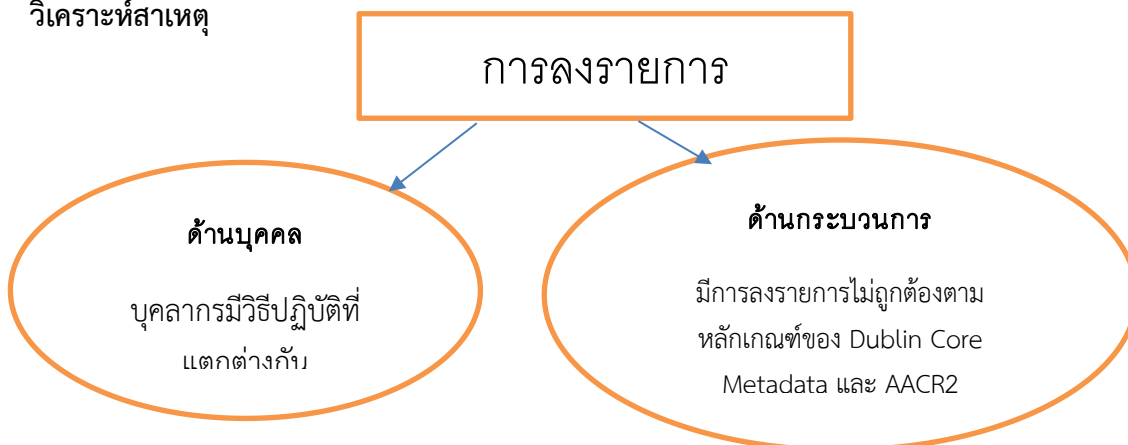 วิเคราะห์สาเหตุ
การลงรายการ
ด้านบุคคล
บุคลากรมีวิธีปฏิบัติที่
แตกต่างกัน
ด้านกระบวนการ
มีการลงรายการไม่ถูกต้องตาม
หลักเกณฑ์ของ Dublin Core
Metadata และ AACR2